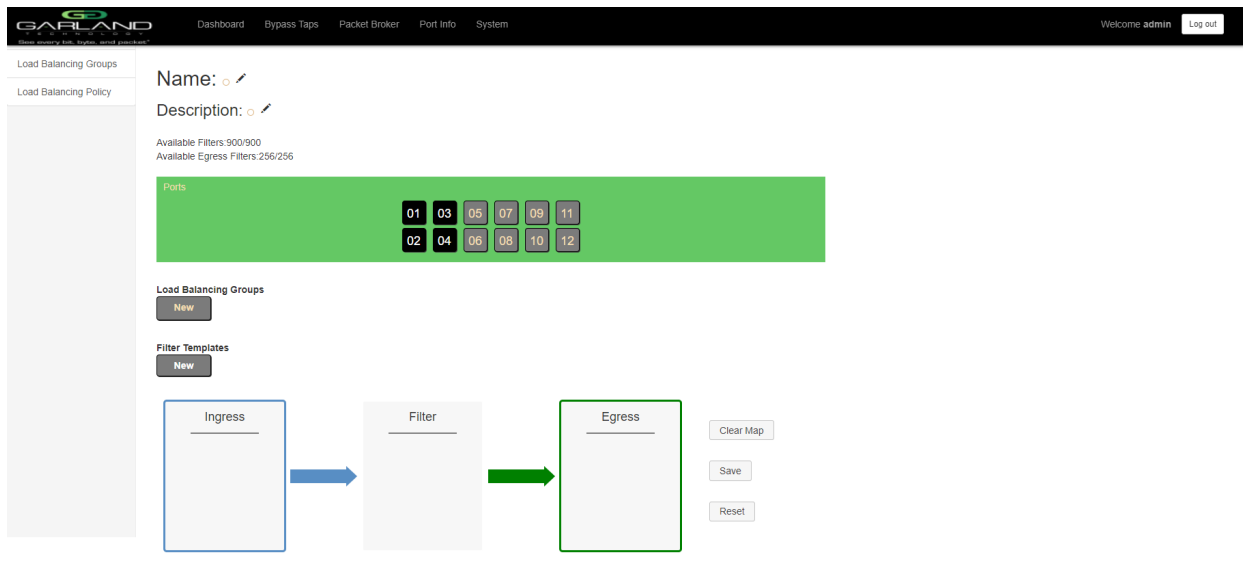 GARLAND
TECHNOLOGY
See every bit, byte, and packet®
Dashboard Bypass Taps Packet Broker Port Info System
Welcome admin Log out
Load Balancing Groups
Load Balancing Policy
Name:
Description:
Available Filters:900/900
Available Egress Filters:256/256
Ports
01 03 05 07 09 11
02 04 06 08 10 12
Load Balancing Groups
New
Filter Templates
New
Ingress Filter Egress
Clear Map
Save
Reset